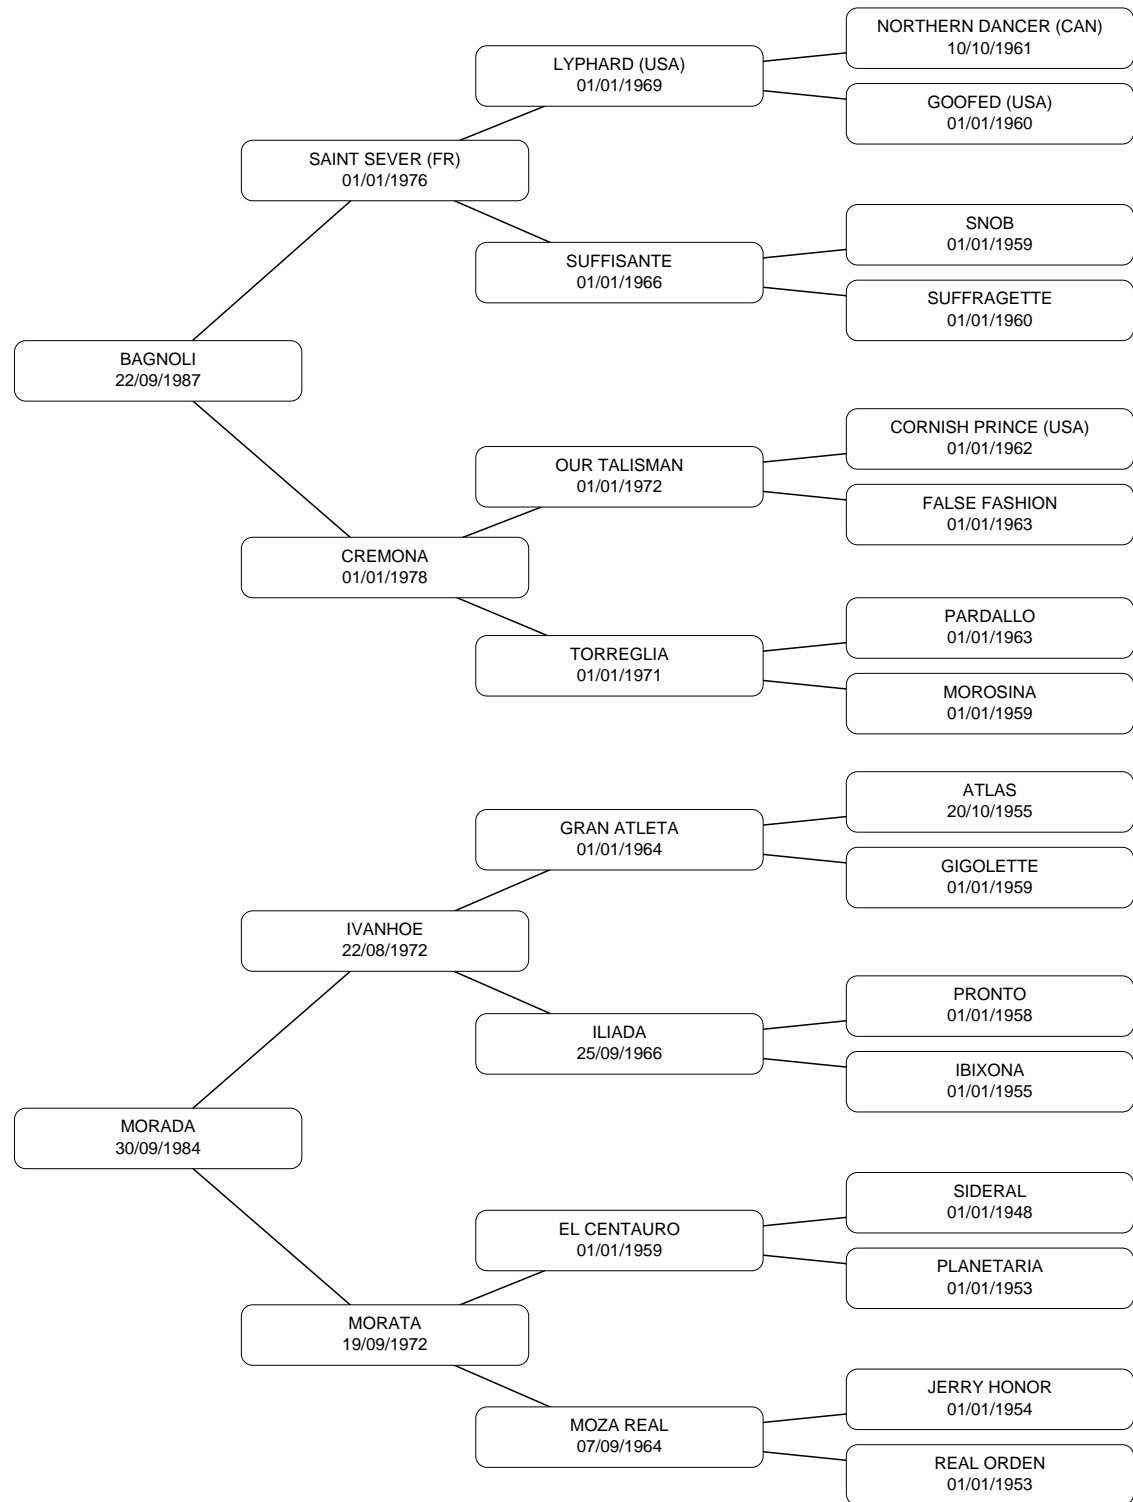 NORTHERN DANCER (CAN)
10/10/1961
LYPHARD (USA)
01/01/1969
GOOFED (USA)
01/01/1960
SAINT SEVER (FR)
01/01/1976
SNOB
01/01/1959
SUFFISANTE
01/01/1966
SUFFRAGETTE
01/01/1960
BAGNOLI
22/09/1987
CORNISH PRINCE (USA)
01/01/1962
OUR TALISMAN
01/01/1972
FALSE FASHION
01/01/1963
CREMONA
01/01/1978
PARDALLO
01/01/1963
TORREGLIA
01/01/1971
MOROSINA
01/01/1959
ATLAS
20/10/1955
GRAN ATLETA
01/01/1964
GIGOLETTE
01/01/1959
IVANHOE
22/08/1972
PRONTO
01/01/1958
ILIADA
25/09/1966
IBIXONA
01/01/1955
MORADA
30/09/1984
SIDERAL
01/01/1948
EL CENTAURO
01/01/1959
PLANETARIA
01/01/1953
MORATA
19/09/1972
JERRY HONOR
01/01/1954
MOZA REAL
07/09/1964
REAL ORDEN
01/01/1953